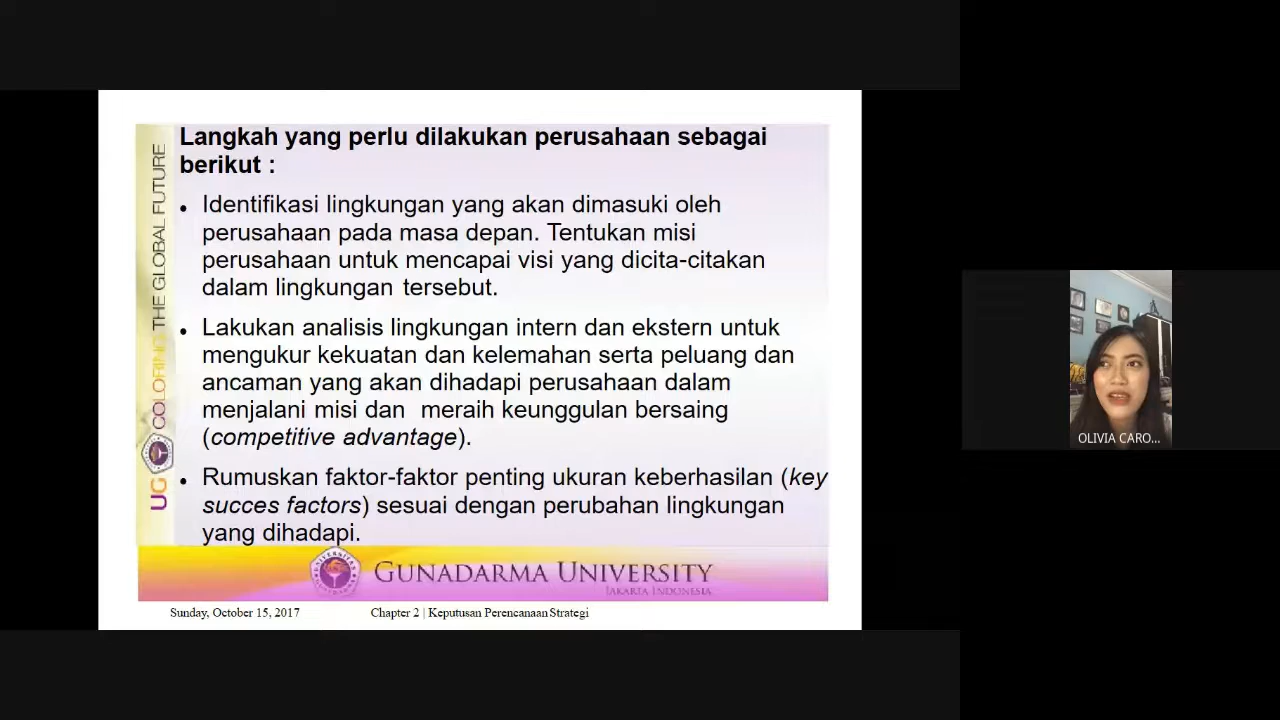 Langkah yang perlu dilakukan perusahaan sebagai
berikut :
• Identifikasi lingkungan yang akan dimasuki oleh
perusahaan pada masa depan. Tentukan misi
perusahaan untuk mencapai visi yang dicita-citakan
dalam lingkungan tersebut.
• Lakukan analisis lingkungan intern dan ekstern untuk
mengukur kekuatan dan kelemahan serta peluang dan
ancaman yang akan dihadapi perusahaan dalam
menjalani misi dan meraih keunggulan bersaing
(competitive advantage).
• Rumuskan faktor-faktor penting ukuran keberhasilan (key
succes factors) sesuai dengan perubahan lingkungan
yang dihadapi.
UG COLORING THE GLOBAL FUTURE
GUNADARMA UNIVERSITY
JAKARTA INDONESIA
Sunday, October 15, 2017
Chapter 2 | Keputusan Perencanaan Strategi
OLIVIA CARO...